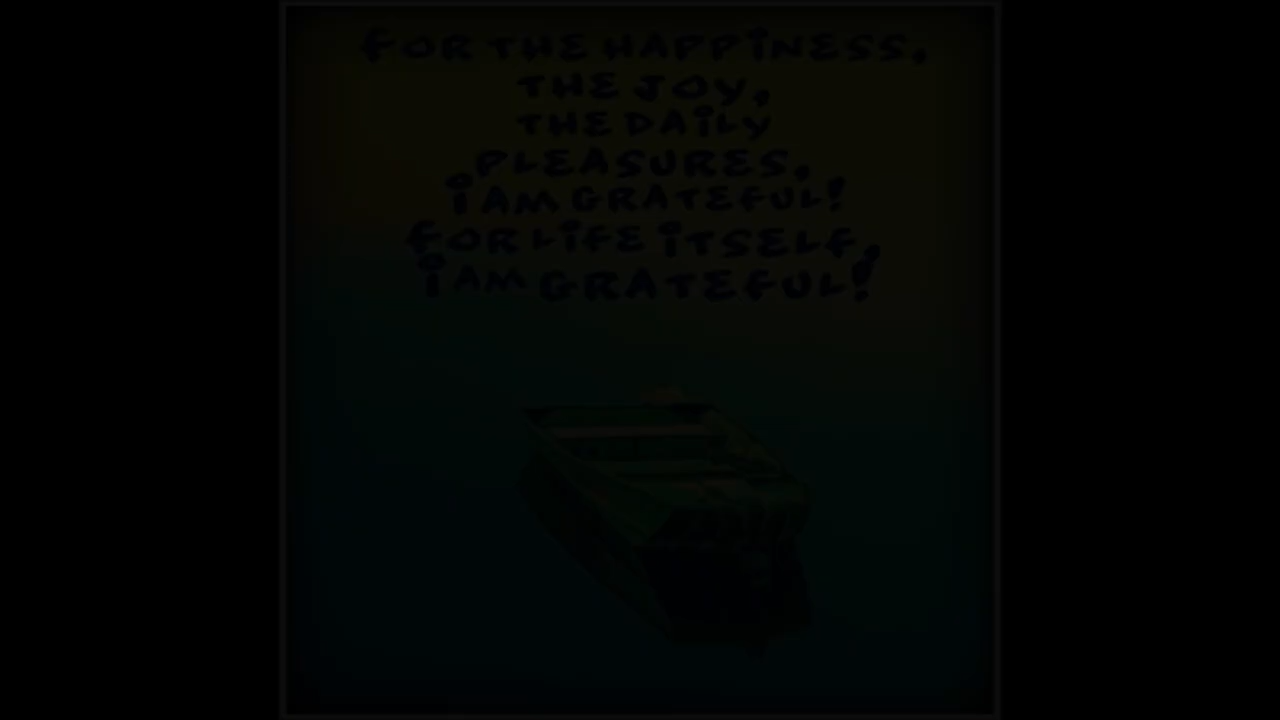 FOR THE HAPPINESS,
THE JOY,
THE DAILY
PLEASURES,
I AM GRATEFUL!
FOR LIFE ITSELF,
I AM GRATEFUL!